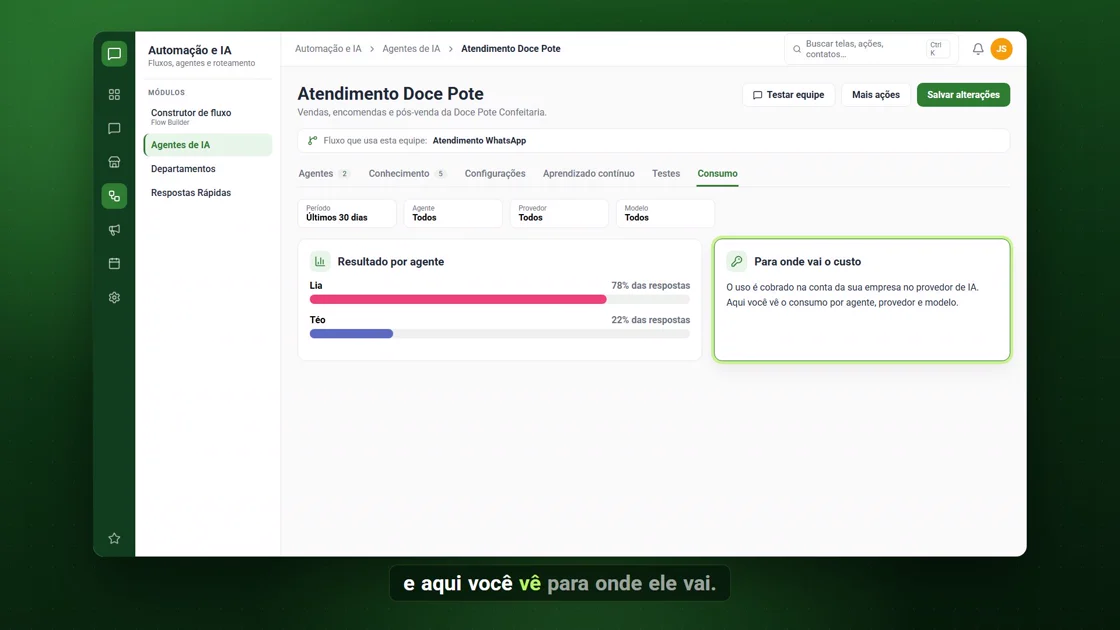 Automação e IA
Fluxos, agentes e roteamento
MÓDULOS
Construtor de fluxo
Flow Builder
Agentes de IA
Departamentos
Respostas Rápidas
Automação e IA > Agentes de IA > Atendimento Doce Pote
Buscar telas, ações, contatos...
Ctrl K
JS
Atendimento Doce Pote
Vendas, encomendas e pós-venda da Doce Pote Confeitaria.
Testar equipe
Mais ações
Salvar alterações
Fluxo que usa esta equipe: Atendimento WhatsApp
Agentes 2 Conhecimento 5 Configurações Aprendizado contínuo Testes Consumo
Período
Últimos 30 dias
Agente
Todos
Provedor
Todos
Modelo
Todos
Resultado por agente
Lia 78% das respostas
Téo 22% das respostas
Para onde vai o custo
O uso é cobrado na conta da sua empresa no provedor de IA.
Aqui você vê o consumo por agente, provedor e modelo.
e aqui você vê para onde ele vai.